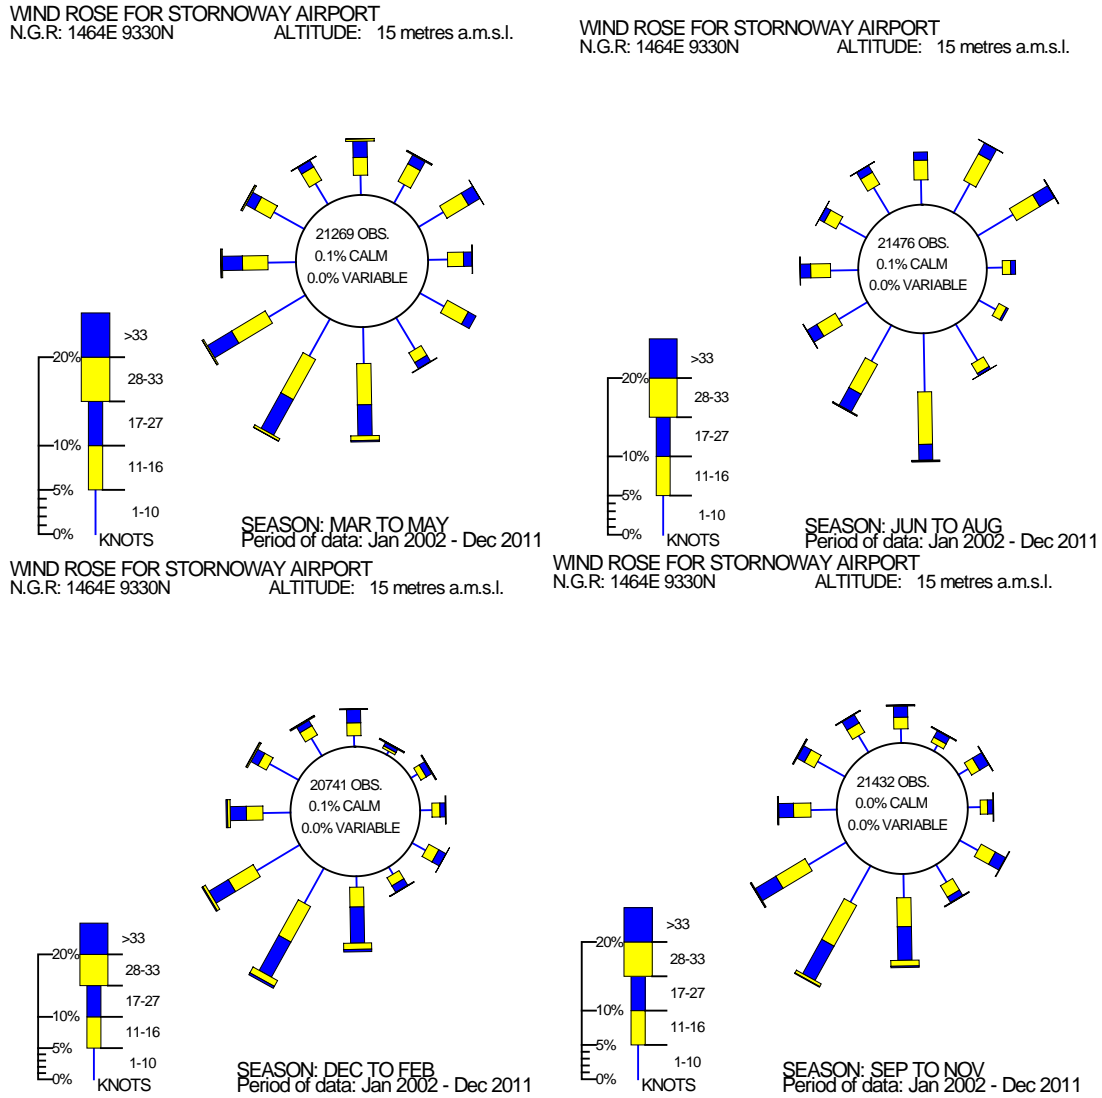 WIND ROSE FOR STORNOWAY AIRPORT
N.G.R: 1464E 9330N ALTITUDE: 15 metres a.m.s.l.
21269 OBS.
0.1% CALM
0.0% VARIABLE
>33
20%
28-33
17-27
10%
11-16
5%
1-10
0%
KNOTS
SEASON: MAR TO MAY
Period of data: Jan 2002 - Dec 2011
WIND ROSE FOR STORNOWAY AIRPORT
N.G.R: 1464E 9330N ALTITUDE: 15 metres a.m.s.l.
21476 OBS.
0.1% CALM
0.0% VARIABLE
>33
20%
28-33
17-27
10%
11-16
5%
1-10
0%
KNOTS
SEASON: JUN TO AUG
Period of data: Jan 2002 - Dec 2011
WIND ROSE FOR STORNOWAY AIRPORT
N.G.R: 1464E 9330N ALTITUDE: 15 metres a.m.s.l.
20741 OBS.
0.1% CALM
0.0% VARIABLE
>33
20%
28-33
17-27
10%
11-16
5%
1-10
0%
KNOTS
SEASON: DEC TO FEB
Period of data: Jan 2002 - Dec 2011
WIND ROSE FOR STORNOWAY AIRPORT
N.G.R: 1464E 9330N ALTITUDE: 15 metres a.m.s.l.
21432 OBS.
0.0% CALM
0.0% VARIABLE
>33
20%
28-33
17-27
10%
11-16
5%
1-10
0%
KNOTS
SEASON: SEP TO NOV
Period of data: Jan 2002 - Dec 2011